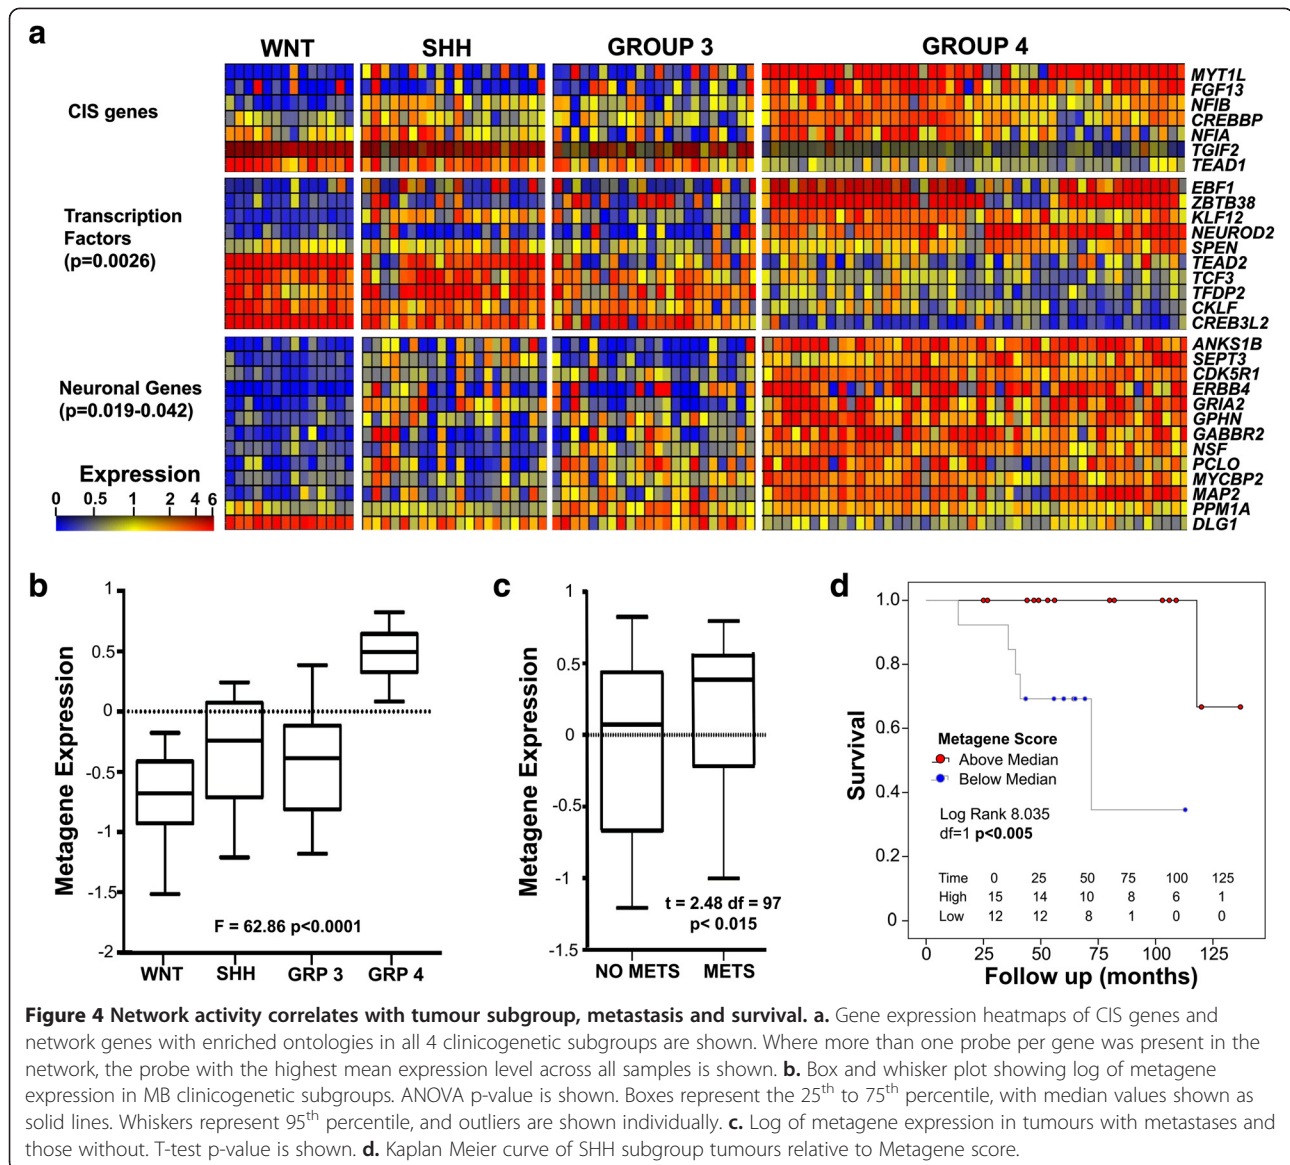 a
WNT SHH GROUP 3 GROUP 4
CIS genes
MYT1L
FGF13
NFIB
CREBBP
NFIA
TGIF2
TEAD1
Transcription
Factors
(p=0.0026)
EBF1
ZBTB38
KLF12
NEUROD2
SPEN
TEAD2
TCF3
TFDP2
CKLF
CREB3L2
Neuronal Genes
(p=0.019-0.042)
ANKS1B
SEPT3
CDK5R1
ERBB4
GRIA2
GPHN
GABBR2
NSF
PCLO
MYCBP2
MAP2
PPM1A
DLG1
Expression
0 0.5 1 2 4 6
b
Metagene Expression
1
0.5
0
-0.5
-1
-1.5
-2
F = 62.86 p<0.0001
WNT SHH GRP 3 GRP 4
c
Metagene Expression
1
0.5
0
-0.5
-1
-1.5
t = 2.48 df = 97
p< 0.015
NO METS METS
d
Survival
1.0
0.8
0.6
0.4
0.2
0
Metagene Score
Above Median
Below Median
Log Rank 8.035
df=1 p<0.005
Time 0 25 50 75 100 125
High 15 14 10 8 6 1
Low 12 12 8 1 0 0
0 25 50 75 100 125
Follow up (months)
Figure 4 Network activity correlates with tumour subgroup, metastasis and survival. a. Gene expression heatmaps of CIS genes and
network genes with enriched ontologies in all 4 clinicogenetic subgroups are shown. Where more than one probe per gene was present in the
network, the probe with the highest mean expression level across all samples is shown. b. Box and whisker plot showing log of metagene
expression in MB clinicogenetic subgroups. ANOVA p-value is shown. Boxes represent the 25th to 75th percentile, with median values shown as
solid lines. Whiskers represent 95th percentile, and outliers are shown individually. c. Log of metagene expression in tumours with metastases and
those without. T-test p-value is shown. d. Kaplan Meier curve of SHH subgroup tumours relative to Metagene score.